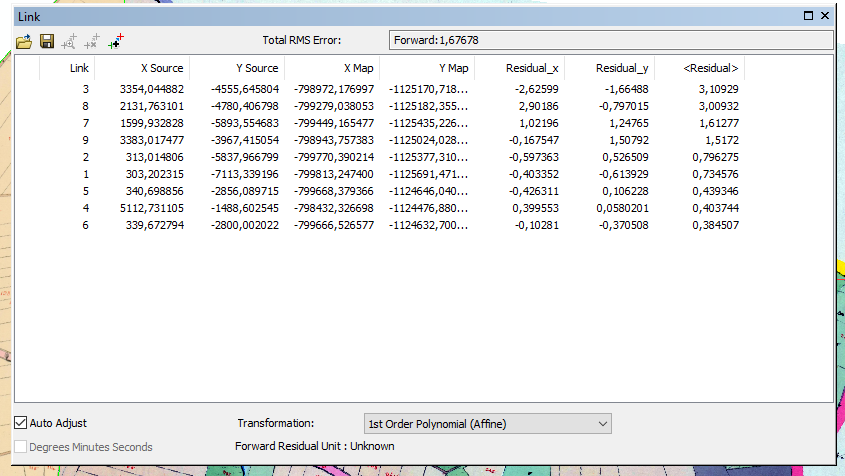 Link
Total RMS Error: Forward:1,67678
Link X Source Y Source X Map Y Map Residual_x Residual_y <Residual>
3 3354,044882 -4555,645804 -798972,176997 -1125170,718... -2,62599 -1,66488 3,10929
8 2131,763101 -4780,406798 -799279,038053 -1125182,355... 2,90186 -0,797015 3,00932
7 1599,932828 -5893,554683 -799449,165477 -1125435,226... 1,02196 1,24765 1,61277
9 3383,017477 -3967,415054 -798943,757383 -1125024,028... -0,167547 1,50792 1,5172
2 313,014806 -5837,966799 -799770,390214 -1125377,310... -0,597363 0,526509 0,796275
1 303,202315 -7113,339196 -799813,247400 -1125691,471... -0,403352 -0,613929 0,734576
5 340,698856 -2856,089715 -799668,379366 -1124646,040... -0,426311 0,106228 0,439346
4 5112,731105 -1488,602545 -798432,326698 -1124476,880... 0,399553 0,0580201 0,403744
6 339,672794 -2800,002022 -799666,526577 -1124632,700... -0,10281 -0,370508 0,384507
Auto Adjust Transformation: 1st Order Polynomial (Affine)
Degrees Minutes Seconds Forward Residual Unit : Unknown